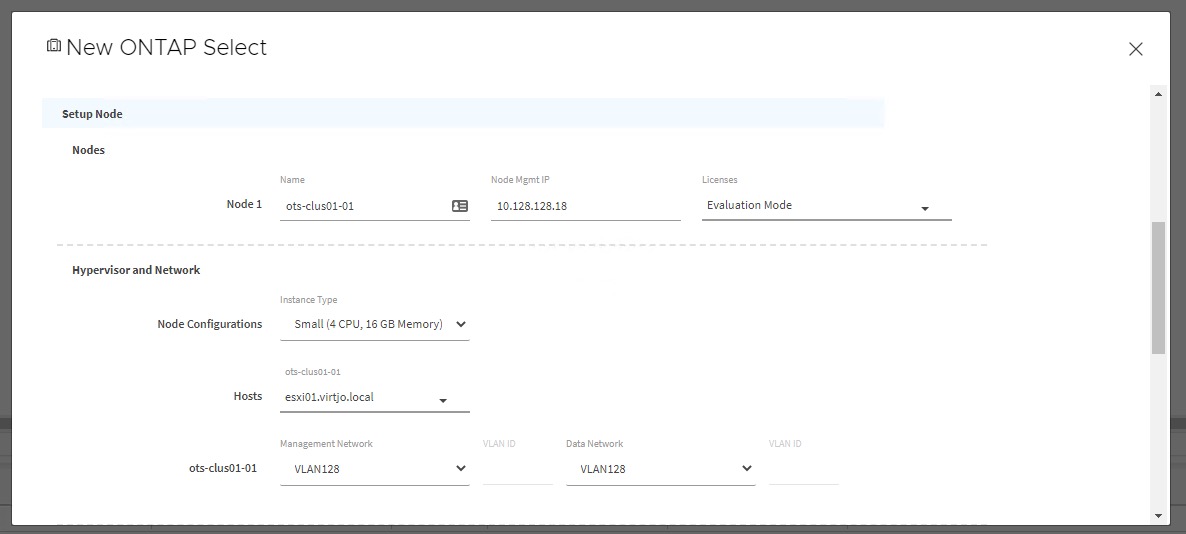 New ONTAP Select
Setup Node
Nodes
Name Node Mgmt IP Licenses
Node 1 ots-clus01-01 10.128.128.18 Evaluation Mode
Hypervisor and Network
Instance Type
Node Configurations Small (4 CPU, 16 GB Memory)
ots-clus01-01
Hosts esxi01.virtjo.local
Management Network VLAN ID Data Network VLAN ID
ots-clus01-01 VLAN128 VLAN128